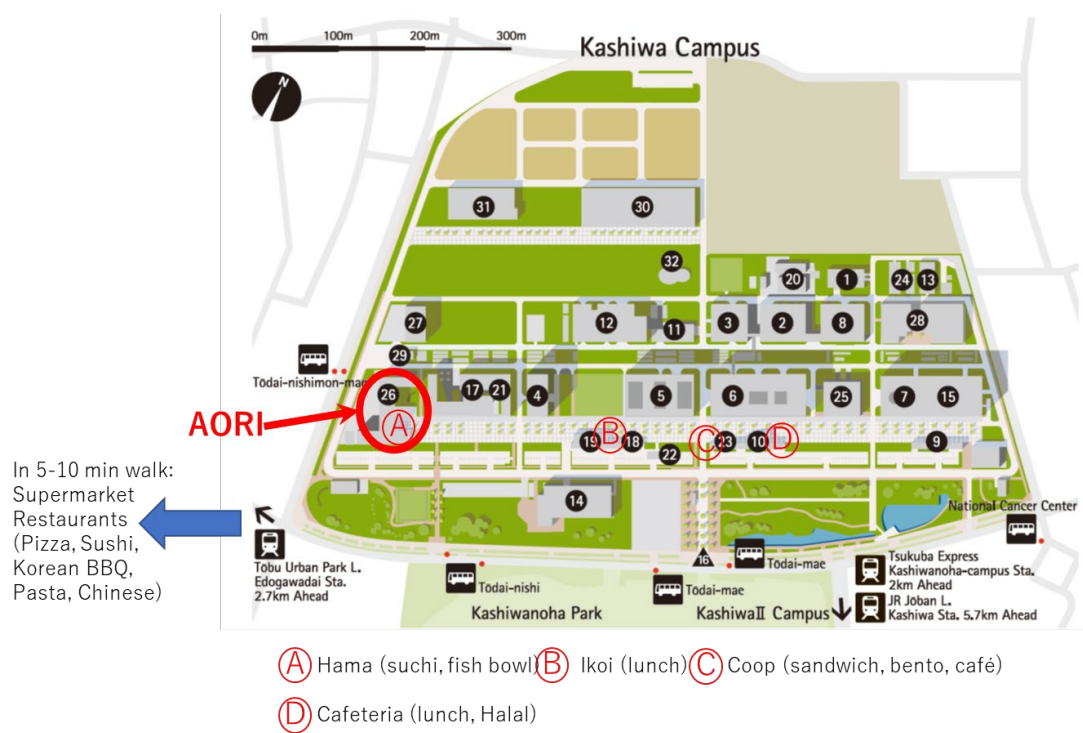 0m 100m 200m 300m
Kashiwa Campus
N
31
30
32
20
1
24
13
27
12
11
3
2
8
28
29
Tōdai-nishimon-mae
26
17
21
4
5
6
25
7
15
AORI
A
19
B
18
C
23
10
D
9
22
In 5-10 min walk:
Supermarket
Restaurants
(Pizza, Sushi,
Korean BBQ,
Pasta, Chinese)
14
National Cancer Center
Tōbu Urban Park L.
Edogawadai Sta.
2.7km Ahead
16
Tōdai-nishi
Tōdai-mae
Tōdai-mae
Tsukuba Express
Kashiwanoha-campus Sta.
2km Ahead
JR Jōban L.
Kashiwa Sta. 5.7km Ahead
Kashiwanoha Park
KashiwaⅡ Campus
A Hama (suchi, fish bowl) B Ikoi (lunch) C Coop (sandwich, bento, café)
D Cafeteria (lunch, Halal)